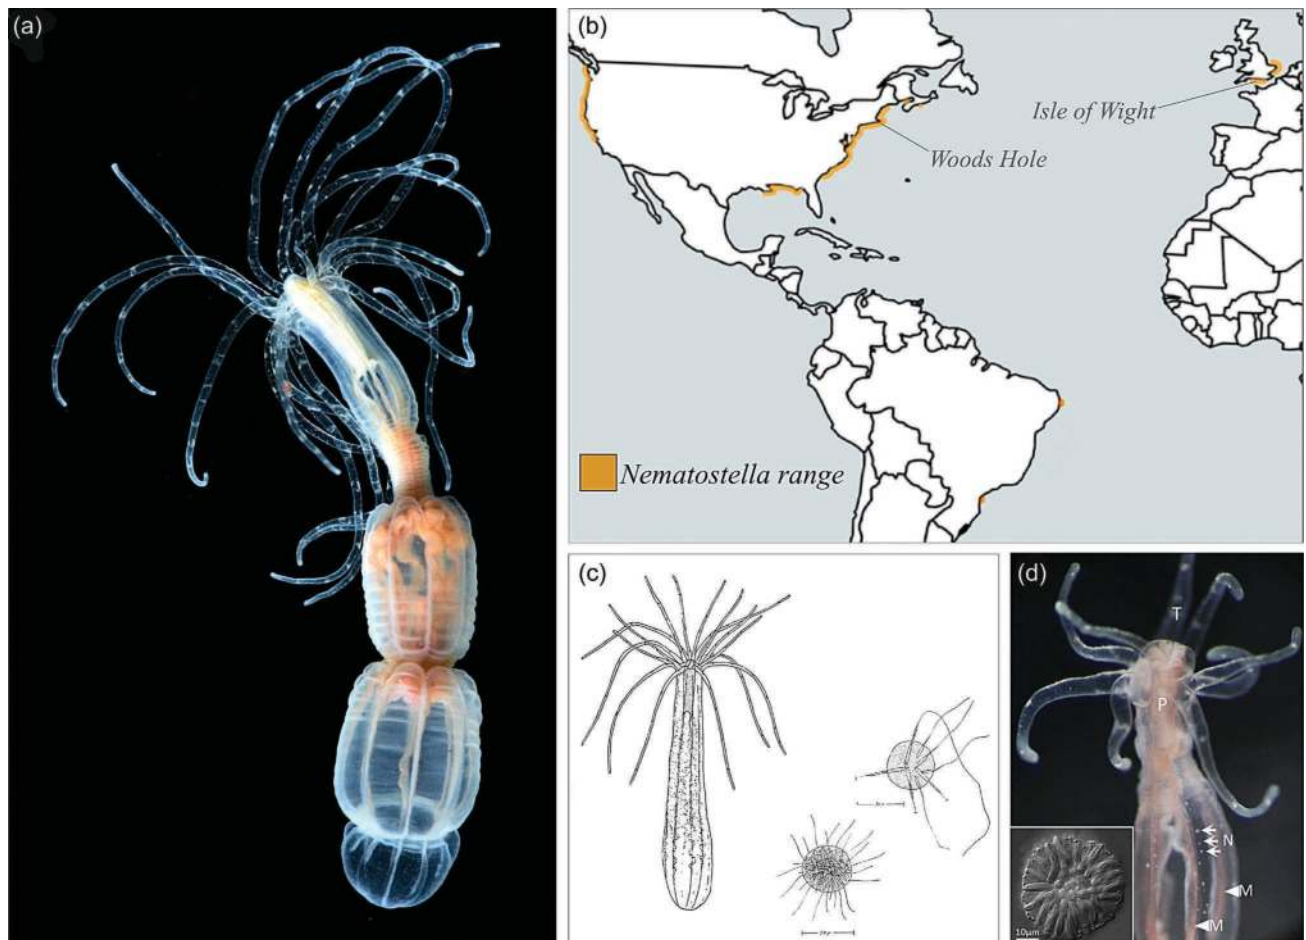 (a)
(b)
Isle of Wight
Woods Hole
Nematostella range
(c)
(d)
T
P
N
M
M
10μm